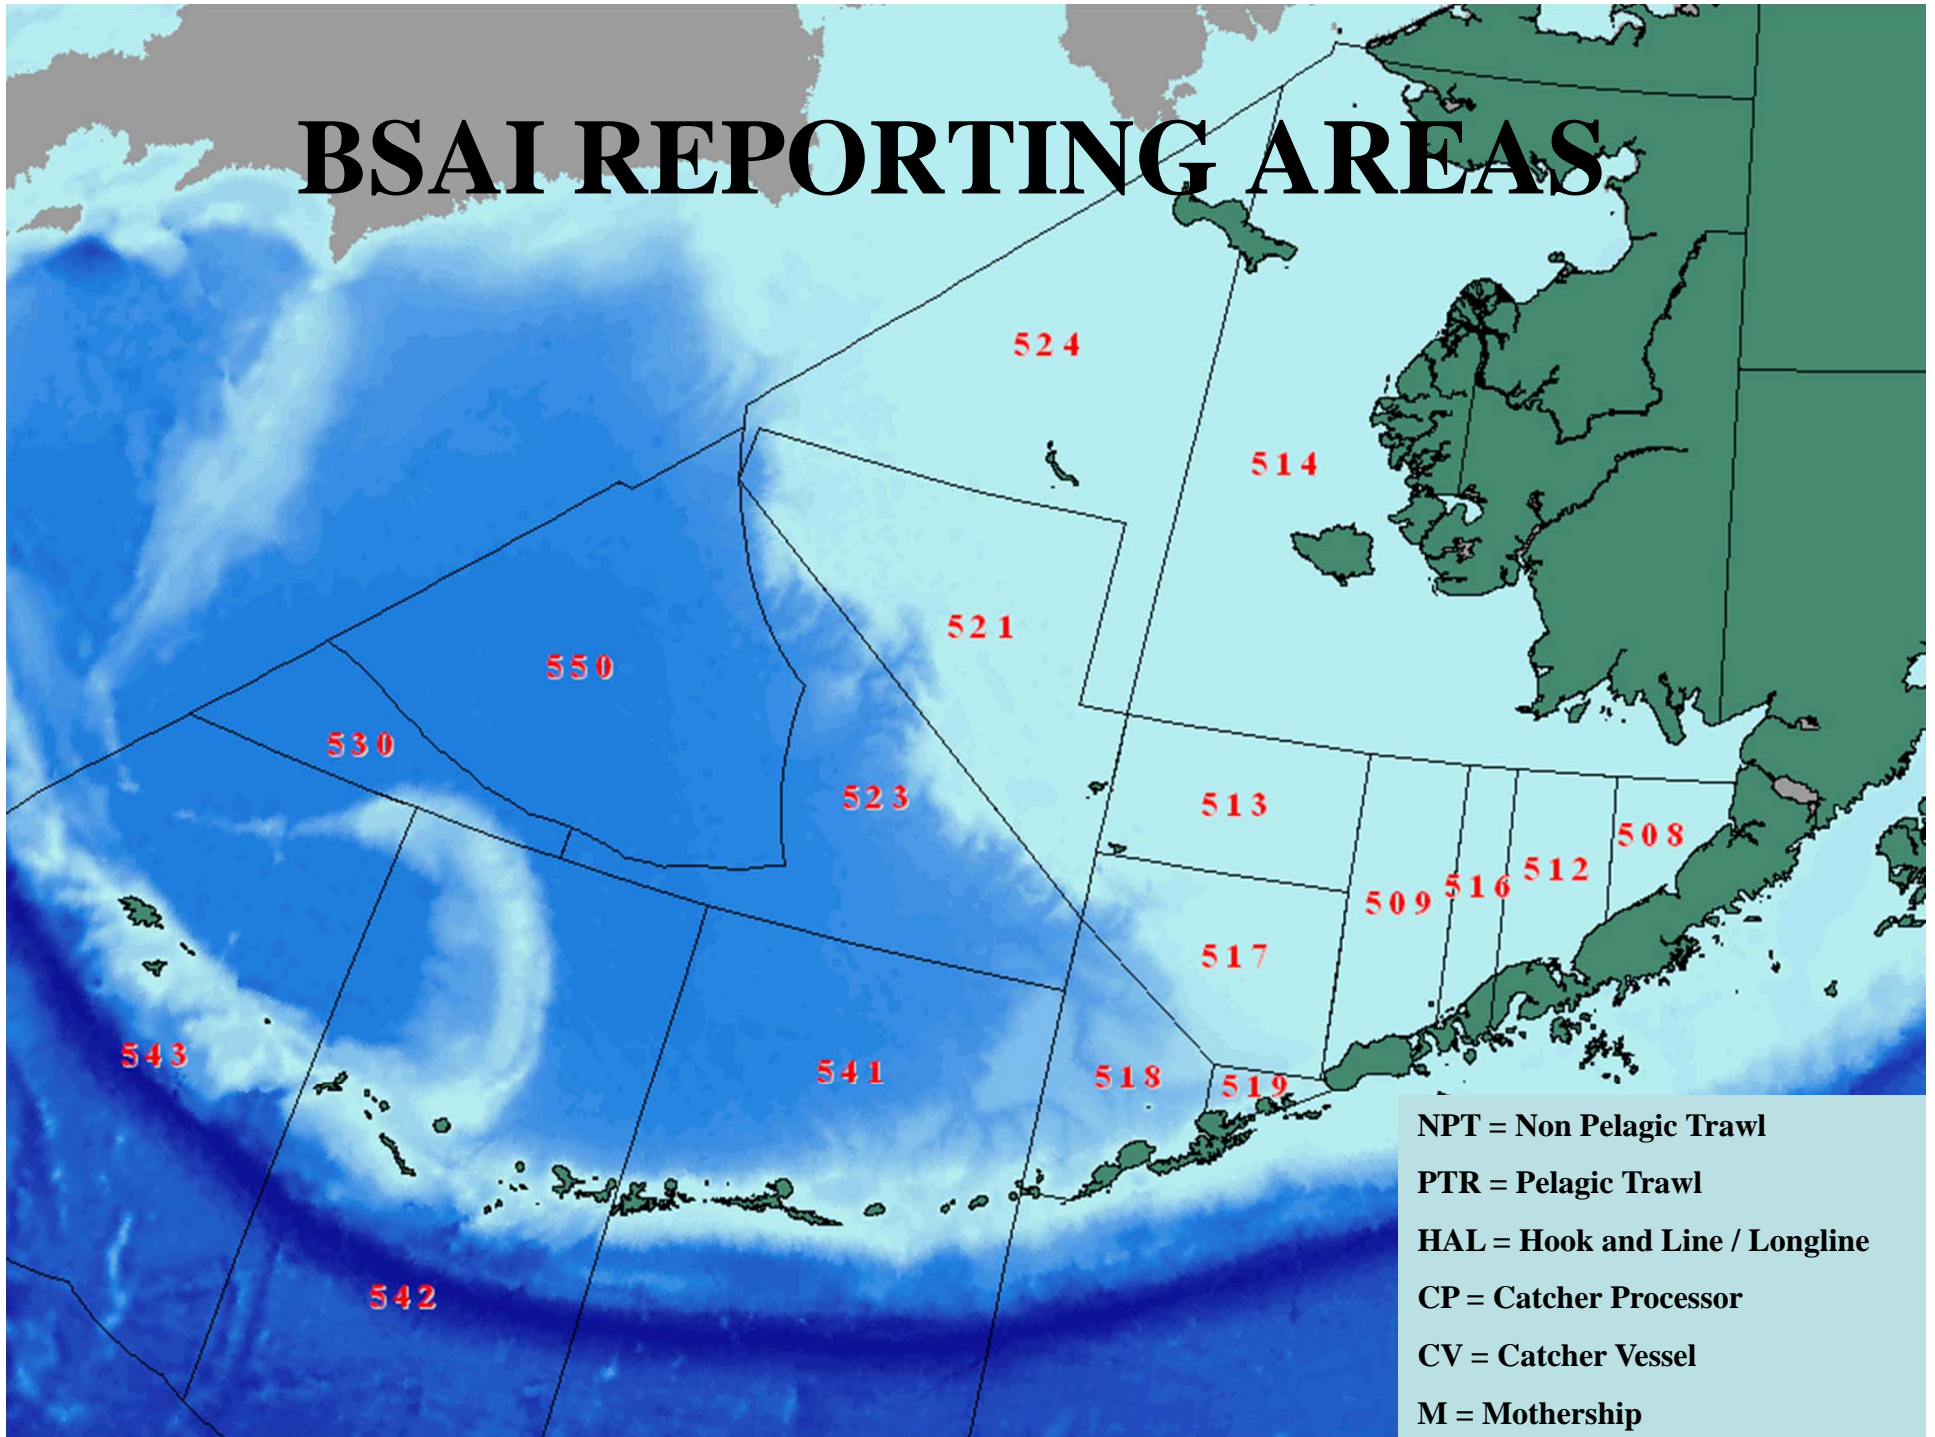 BSAI REPORTING AREAS
524
514
521
550
530
523
513
508
512
516
509
517
543
541
518
519
542
NPT = Non Pelagic Trawl
PTR = Pelagic Trawl
HAL = Hook and Line / Longline
CP = Catcher Processor
CV = Catcher Vessel
M = Mothership